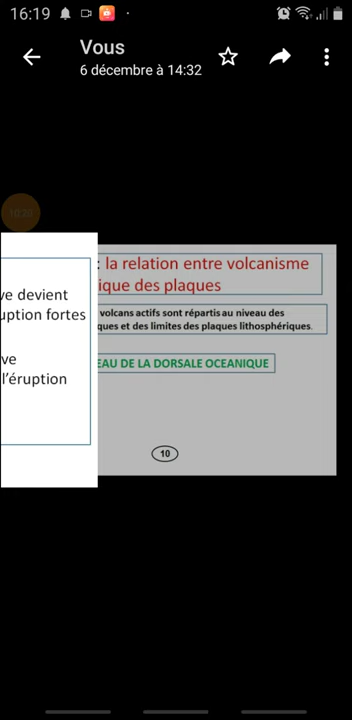 16:19
Vous
6 décembre à 14:32
10:20
ve devient
uption fortes
ve
l'éruption
: la relation entre volcanisme
ique des plaques
volcans actifs sont répartis au niveau des
ques et des limites des plaques lithosphériques.
EAU DE LA DORSALE OCEANIQUE
10